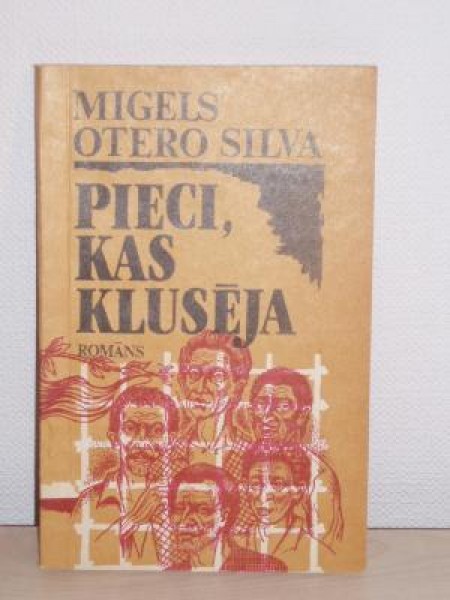 MIGELS
OTERO SILVA
PIECI,
KAS
KLUSĒJA
ROMĀNS